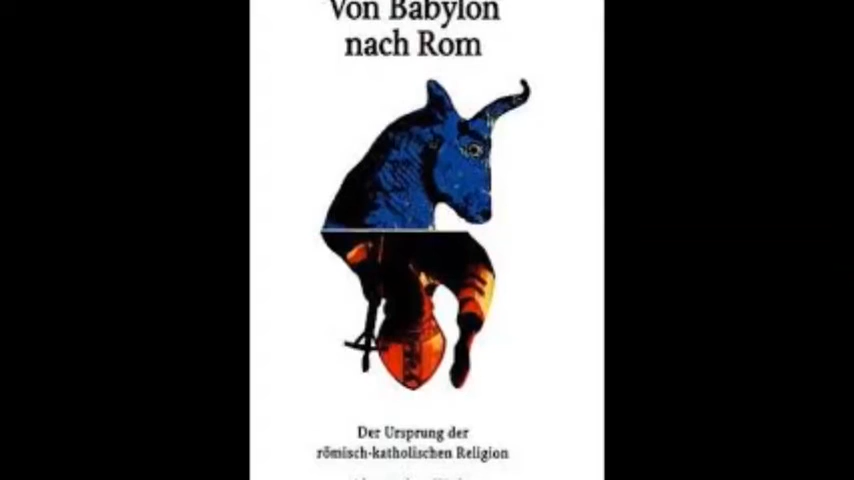 Von Babylon
nach Rom
Der Ursprung der
römisch-katholischen Religion